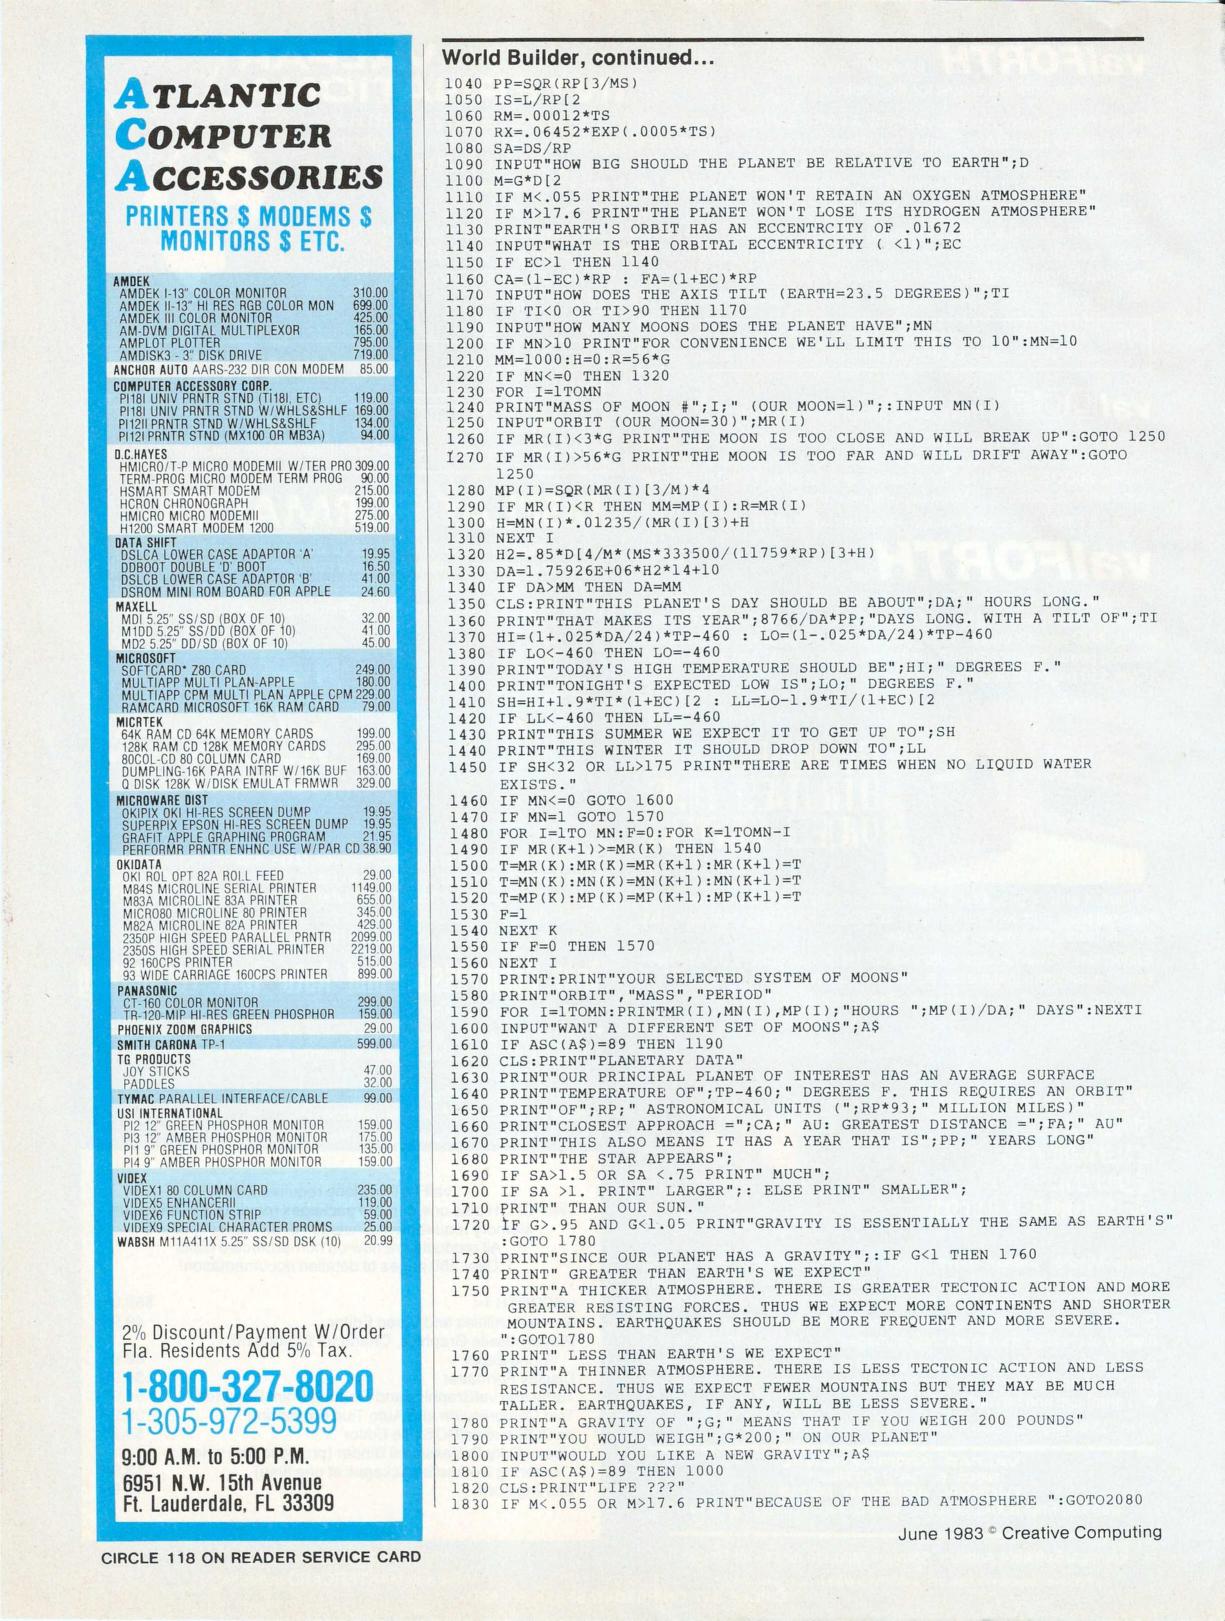 ATLANTIC
COMPUTER
ACCESSORIES
PRINTERS $ MODEMS $
MONITORS $ ETC.
AMDEK
AMDEK I-13" COLOR MONITOR 310.00
AMDEK II-13" HI RES RGB COLOR MON 699.00
AMDEK III COLOR MONITOR 425.00
AM-DVM DIGITAL MULTIPLEXOR 165.00
AMPLOT PLOTTER 795.00
AMDISK3 - 3" DISK DRIVE 719.00
ANCHOR AUTO AARS-232 DIR CON MODEM 85.00
COMPUTER ACCESSORY CORP.
PI18I UNIV PRNTR STND (TI18I, ETC) 119.00
PI18I UNIV PRNTR STND W/WHLS&SHLF 169.00
PI12II PRNTR STND W/WHLS&SHLF 134.00
PI12I PRNTR STND (MX100 OR MB3A) 94.00
D.C.HAYES
HMICRO/T-P MICRO MODEMII W/TER PRO 309.00
TERM-PROG MICRO MODEM TERM PROG 90.00
HSMART SMART MODEM 215.00
HCRON CHRONOGRAPH 199.00
HMICRO MICRO MODEMII 275.00
H1200 SMART MODEM 1200 519.00
DATA SHIFT
DSLCA LOWER CASE ADAPTOR 'A' 19.95
DDBOOT DOUBLE 'D' BOOT 16.50
DSLCB LOWER CASE ADAPTOR 'B' 41.00
DSROM MINI ROM BOARD FOR APPLE 24.60
MAXELL
MDI 5.25" SS/SD (BOX OF 10) 32.00
M1DD 5.25" SS/DD (BOX OF 10) 41.00
MD2 5.25" DD/SD (BOX OF 10) 45.00
MICROSOFT
SOFTCARD* Z80 CARD 249.00
MULTIAPP MULTI PLAN-APPLE 180.00
MULTIAPP CPM MULTI PLAN APPLE CPM 229.00
RAMCARD MICROSOFT 16K RAM CARD 79.00
MICRTEK
64K RAM CD 64K MEMORY CARDS 199.00
128K RAM CD 128K MEMORY CARDS 295.00
80COL-CD 80 COLUMN CARD 169.00
DUMPLING-16K PARA INTRF W/16K BUF 163.00
Q DISK 128K W/DISK EMULAT FRMWR 329.00
MICROWARE DIST
OKIPIX OKI HI-RES SCREEN DUMP 19.95
SUPERPIX EPSON HI-RES SCREEN DUMP 19.95
GRAFIT APPLE GRAPHING PROGRAM 21.95
PERFORMR PRNTR ENHNC USE W/PAR CD 38.90
OKIDATA
OKI ROL OPT 82A ROLL FEED 29.00
M84S MICROLINE SERIAL PRINTER 1149.00
M83A MICROLINE 83A PRINTER 655.00
MICRO80 MICROLINE 80 PRINTER 345.00
M82A MICROLINE 82A PRINTER 429.00
2350P HIGH SPEED PARALLEL PRNTR 2099.00
2350S HIGH SPEED SERIAL PRINTER 2219.00
92 160CPS PRINTER 515.00
93 WIDE CARRIAGE 160CPS PRINTER 899.00
PANASONIC
CT-160 COLOR MONITOR 299.00
TR-120-MIP HI-RES GREEN PHOSPHOR 159.00
PHOENIX ZOOM GRAPHICS 29.00
SMITH CARONA TP-1 599.00
TG PRODUCTS
JOY STICKS 47.00
PADDLES 32.00
TYMAC PARALLEL INTERFACE/CABLE 99.00
USI INTERNATIONAL
PI2 12" GREEN PHOSPHOR MONITOR 159.00
PI3 12" AMBER PHOSPHOR MONITOR 175.00
PI1 9" GREEN PHOSPHOR MONITOR 135.00
PI4 9" AMBER PHOSPHOR MONITOR 159.00
VIDEX
VIDEX1 80 COLUMN CARD 235.00
VIDEX5 ENHANCERII 119.00
VIDEX6 FUNCTION STRIP 59.00
VIDEX9 SPECIAL CHARACTER PROMS 25.00
WABSH M11A411X 5.25" SS/SD DSK (10) 20.99
2% Discount/Payment W/Order
Fla. Residents Add 5% Tax.
1-800-327-8020
1-305-972-5399
9:00 A.M. to 5:00 P.M.
6951 N.W. 15th Avenue
Ft. Lauderdale, FL 33309
CIRCLE 118 ON READER SERVICE CARD
World Builder, continued...
1040 PP=SQR(RP[3/MS)
1050 IS=L/RP[2
1060 RM=.00012*TS
1070 RX=.06452*EXP(.0005*TS)
1080 SA=DS/RP
1090 INPUT"HOW BIG SHOULD THE PLANET BE RELATIVE TO EARTH";D
1100 M=G*D[2
1110 IF M<.055 PRINT"THE PLANET WON'T RETAIN AN OXYGEN ATMOSPHERE"
1120 IF M>17.6 PRINT"THE PLANET WON'T LOSE ITS HYDROGEN ATMOSPHERE"
1130 PRINT"EARTH'S ORBIT HAS AN ECCENTRCITY OF .01672
1140 INPUT"WHAT IS THE ORBITAL ECCENTRICITY ( <1)";EC
1150 IF EC>1 THEN 1140
1160 CA=(1-EC)*RP : FA=(1+EC)*RP
1170 INPUT"HOW DOES THE AXIS TILT (EARTH=23.5 DEGREES)";TI
1180 IF TI<0 OR TI>90 THEN 1170
1190 INPUT"HOW MANY MOONS DOES THE PLANET HAVE";MN
1200 IF MN>10 PRINT"FOR CONVENIENCE WE'LL LIMIT THIS TO 10":MN=10
1210 MM=1000:H=0:R=56*G
1220 IF MN<=0 THEN 1320
1230 FOR I=1TOMN
1240 PRINT"MASS OF MOON #";I;" (OUR MOON=1)";:INPUT MN(I)
1250 INPUT"ORBIT (OUR MOON=30)";MR(I)
1260 IF MR(I)<3*G PRINT"THE MOON IS TOO CLOSE AND WILL BREAK UP":GOTO 1250
1270 IF MR(I)>56*G PRINT"THE MOON IS TOO FAR AND WILL DRIFT AWAY":GOTO
1250
1280 MP(I)=SQR(MR(I)[3/M)*4
1290 IF MR(I)<R THEN MM=MP(I):R=MR(I)
1300 H=MN(I)*.01235/(MR(I)[3)+H
1310 NEXT I
1320 H2=.85*D[4/M*(MS*333500/(11759*RP)[3+H)
1330 DA=1.75926E+06*H2*14+10
1340 IF DA>MM THEN DA=MM
1350 CLS:PRINT"THIS PLANET'S DAY SHOULD BE ABOUT";DA;" HOURS LONG."
1360 PRINT"THAT MAKES ITS YEAR";8766/DA*PP;"DAYS LONG. WITH A TILT OF";TI
1370 HI=(1+.025*DA/24)*TP-460 : LO=(1-.025*DA/24)*TP-460
1380 IF LO<-460 THEN LO=-460
1390 PRINT"TODAY'S HIGH TEMPERATURE SHOULD BE";HI;" DEGREES F."
1400 PRINT"TONIGHT'S EXPECTED LOW IS";LO;" DEGREES F."
1410 SH=HI+1.9*TI*(1+EC)[2 : LL=LO-1.9*TI/(1+EC)[2
1420 IF LL<-460 THEN LL=-460
1430 PRINT"THIS SUMMER WE EXPECT IT TO GET UP TO";SH
1440 PRINT"THIS WINTER IT SHOULD DROP DOWN TO";LL
1450 IF SH<32 OR LL>175 PRINT"THERE ARE TIMES WHEN NO LIQUID WATER
EXISTS."
1460 IF MN<=0 GOTO 1600
1470 IF MN=1 GOTO 1570
1480 FOR I=1TO MN:F=0:FOR K=1TOMN-I
1490 IF MR(K+1)>=MR(K) THEN 1540
1500 T=MR(K):MR(K)=MR(K+1):MR(K+1)=T
1510 T=MN(K):MN(K)=MN(K+1):MN(K+1)=T
1520 T=MP(K):MP(K)=MP(K+1):MP(K+1)=T
1530 F=1
1540 NEXT K
1550 IF F=0 THEN 1570
1560 NEXT I
1570 PRINT:PRINT"YOUR SELECTED SYSTEM OF MOONS"
1580 PRINT"ORBIT","MASS","PERIOD"
1590 FOR I=1TOMN:PRINTMR(I),MN(I),MP(I);"HOURS ";MP(I)/DA;" DAYS":NEXTI
1600 INPUT"WANT A DIFFERENT SET OF MOONS";A$
1610 IF ASC(A$)=89 THEN 1190
1620 CLS:PRINT"PLANETARY DATA"
1630 PRINT"OUR PRINCIPAL PLANET OF INTEREST HAS AN AVERAGE SURFACE
1640 PRINT"TEMPERATURE OF";TP-460;" DEGREES F. THIS REQUIRES AN ORBIT"
1650 PRINT"OF";RP;" ASTRONOMICAL UNITS (";RP*93;" MILLION MILES)"
1660 PRINT"CLOSEST APPROACH =";CA;" AU: GREATEST DISTANCE =";FA;" AU"
1670 PRINT"THIS ALSO MEANS IT HAS A YEAR THAT IS";PP;" YEARS LONG"
1680 PRINT"THE STAR APPEARS";
1690 IF SA>1.5 OR SA <.75 PRINT" MUCH";
1700 IF SA >1. PRINT" LARGER";: ELSE PRINT" SMALLER";
1710 PRINT" THAN OUR SUN."
1720 IF G>.95 AND G<1.05 PRINT"GRAVITY IS ESSENTIALLY THE SAME AS EARTH'S"
:GOTO 1780
1730 PRINT"SINCE OUR PLANET HAS A GRAVITY";:IF G<1 THEN 1760
1740 PRINT" GREATER THAN EARTH'S WE EXPECT"
1750 PRINT"A THICKER ATMOSPHERE. THERE IS GREATER TECTONIC ACTION AND MORE
GREATER RESISTING FORCES. THUS WE EXPECT MORE CONTINENTS AND SHORTER
MOUNTAINS. EARTHQUAKES SHOULD BE MORE FREQUENT AND MORE SEVERE.
":GOTO1780
1760 PRINT" LESS THAN EARTH'S WE EXPECT"
1770 PRINT"A THINNER ATMOSPHERE. THERE IS LESS TECTONIC ACTION AND LESS
RESISTANCE. THUS WE EXPECT FEWER MOUNTAINS BUT THEY MAY BE MUCH
TALLER. EARTHQUAKES, IF ANY, WILL BE LESS SEVERE."
1780 PRINT"A GRAVITY OF ";G;" MEANS THAT IF YOU WEIGH 200 POUNDS"
1790 PRINT"YOU WOULD WEIGH";G*200;" ON OUR PLANET"
1800 INPUT"WOULD YOU LIKE A NEW GRAVITY";A$
1810 IF ASC(A$)=89 THEN 1000
1820 CLS:PRINT"LIFE ???"
1830 IF M<.055 OR M>17.6 PRINT"BECAUSE OF THE BAD ATMOSPHERE ":GOTO2080
June 1983 © Creative Computing